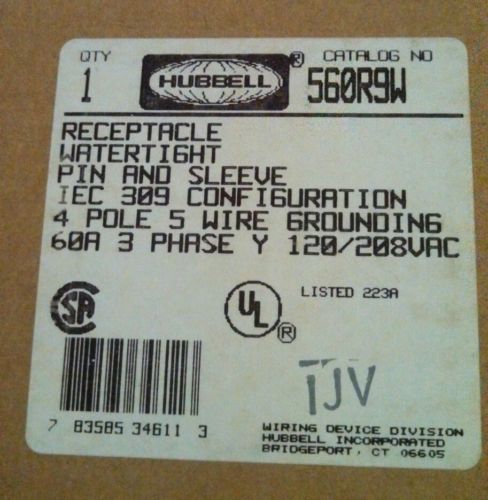 QTY
1
HUBBELL ®
CATALOG NO
560R9W
RECEPTACLE
WATERTIGHT
PIN AND SLEEVE
IEC 309 CONFIGURATION
4 POLE 5 WIRE GROUNDING
60A 3 PHASE Y 120/208VAC
SA
UL ®
LISTED 223A
TJV
7 83585 34611 3
WIRING DEVICE DIVISION
HUBBELL INCORPORATED
BRIDGEPORT, CT 06605